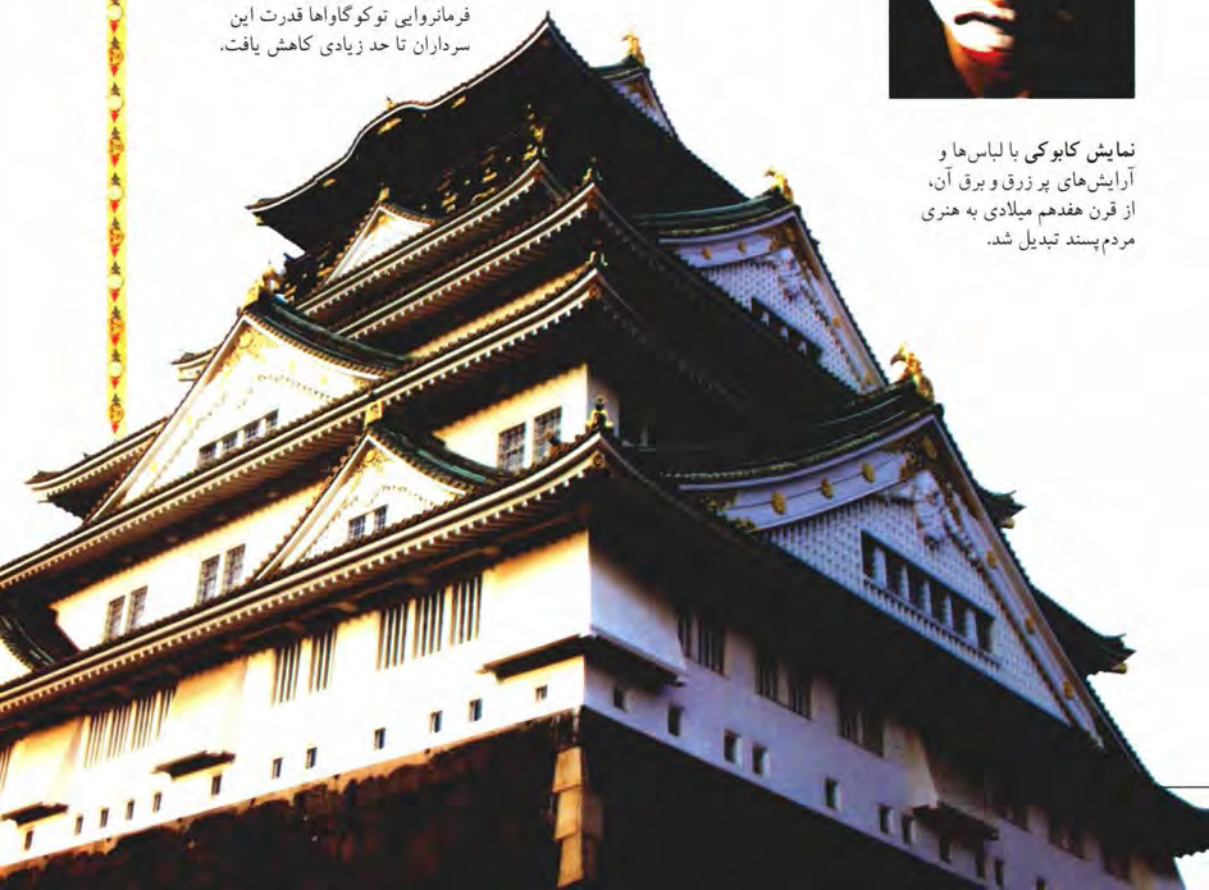 فرمانروایی توکوگاواها قدرت این
سرداران تا حد زیادی کاهش یافت.
نمایش کابوکی با لباس‌ها و
آرایش‌های پر زرق و برق آن،
از قرن هفدهم میلادی به هنری
مردم‌پسند تبدیل شد.